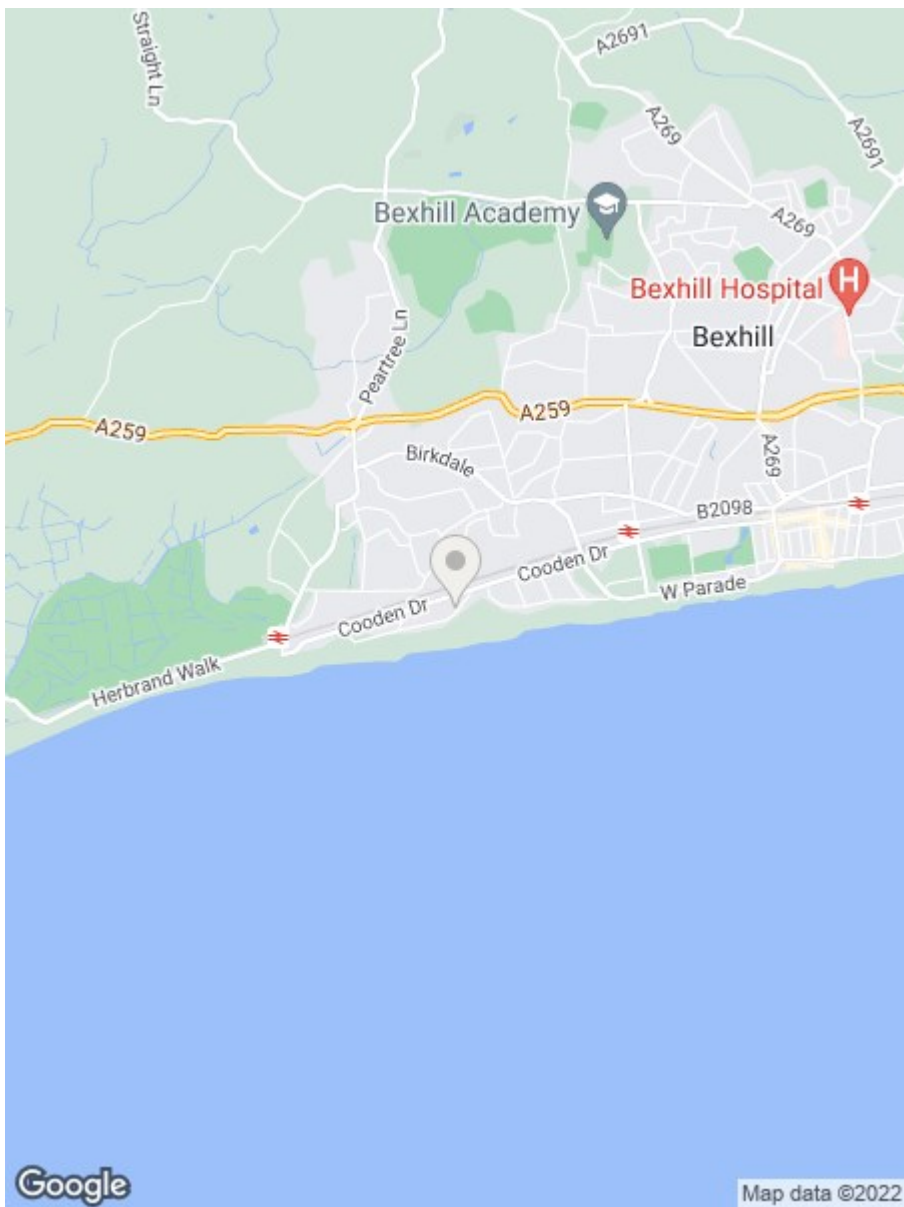 Straight Ln
A2691
A269
A2691
Bexhill Academy
A269
Bexhill Hospital
H
Bexhill
Peartree Ln
A259
A259
Birkdale
A269
B2098
Cooden Dr
W Parade
Cooden Dr
Herbrand Walk
Google
Map data ©2022